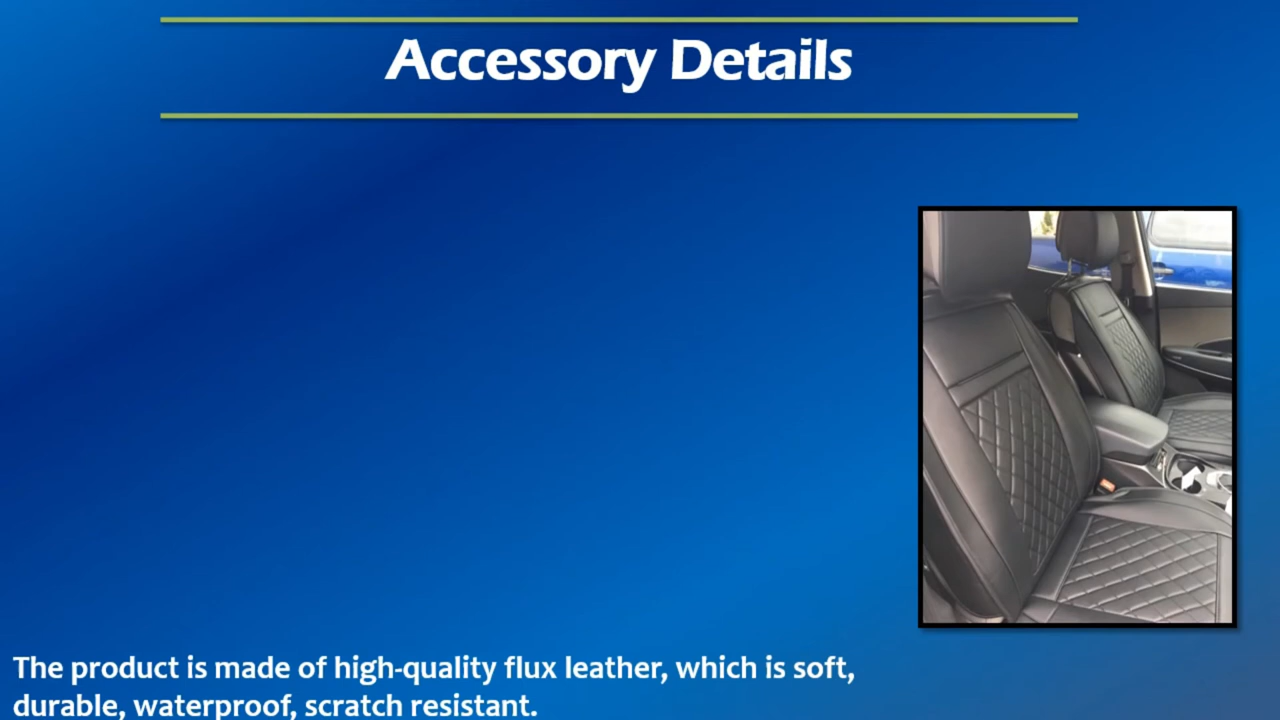 Accessory Details
The product is made of high-quality flux leather, which is soft,
durable, waterproof, scratch resistant.